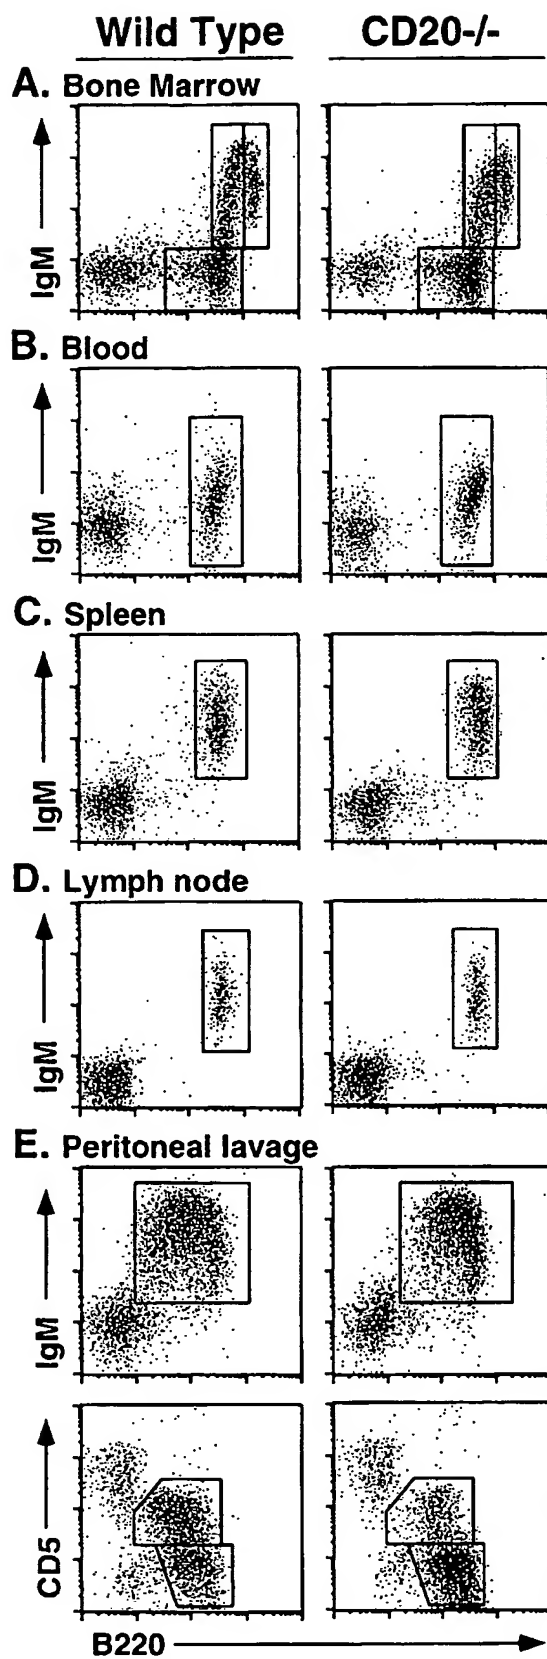 Wild Type CD20-/-
A. Bone Marrow
IgM
B. Blood
IgM
C. Spleen
IgM
D. Lymph node
IgM
E. Peritoneal lavage
IgM
CD5
B220